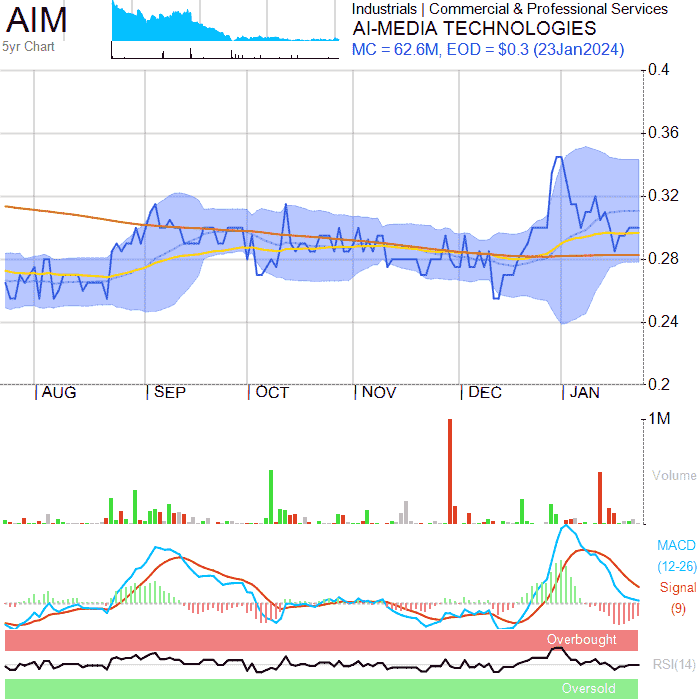 AIM
5yr Chart
Industrials | Commercial & Professional Services
AI-MEDIA TECHNOLOGIES
MC = 62.6M, EOD = $0.3 (23Jan2024)
0.4
0.36
0.32
0.28
0.24
0.2
AUG SEP OCT NOV DEC JAN
1M
Volume
MACD
(12-26)
Signal
(9)
Overbought
RSI(14)
Oversold